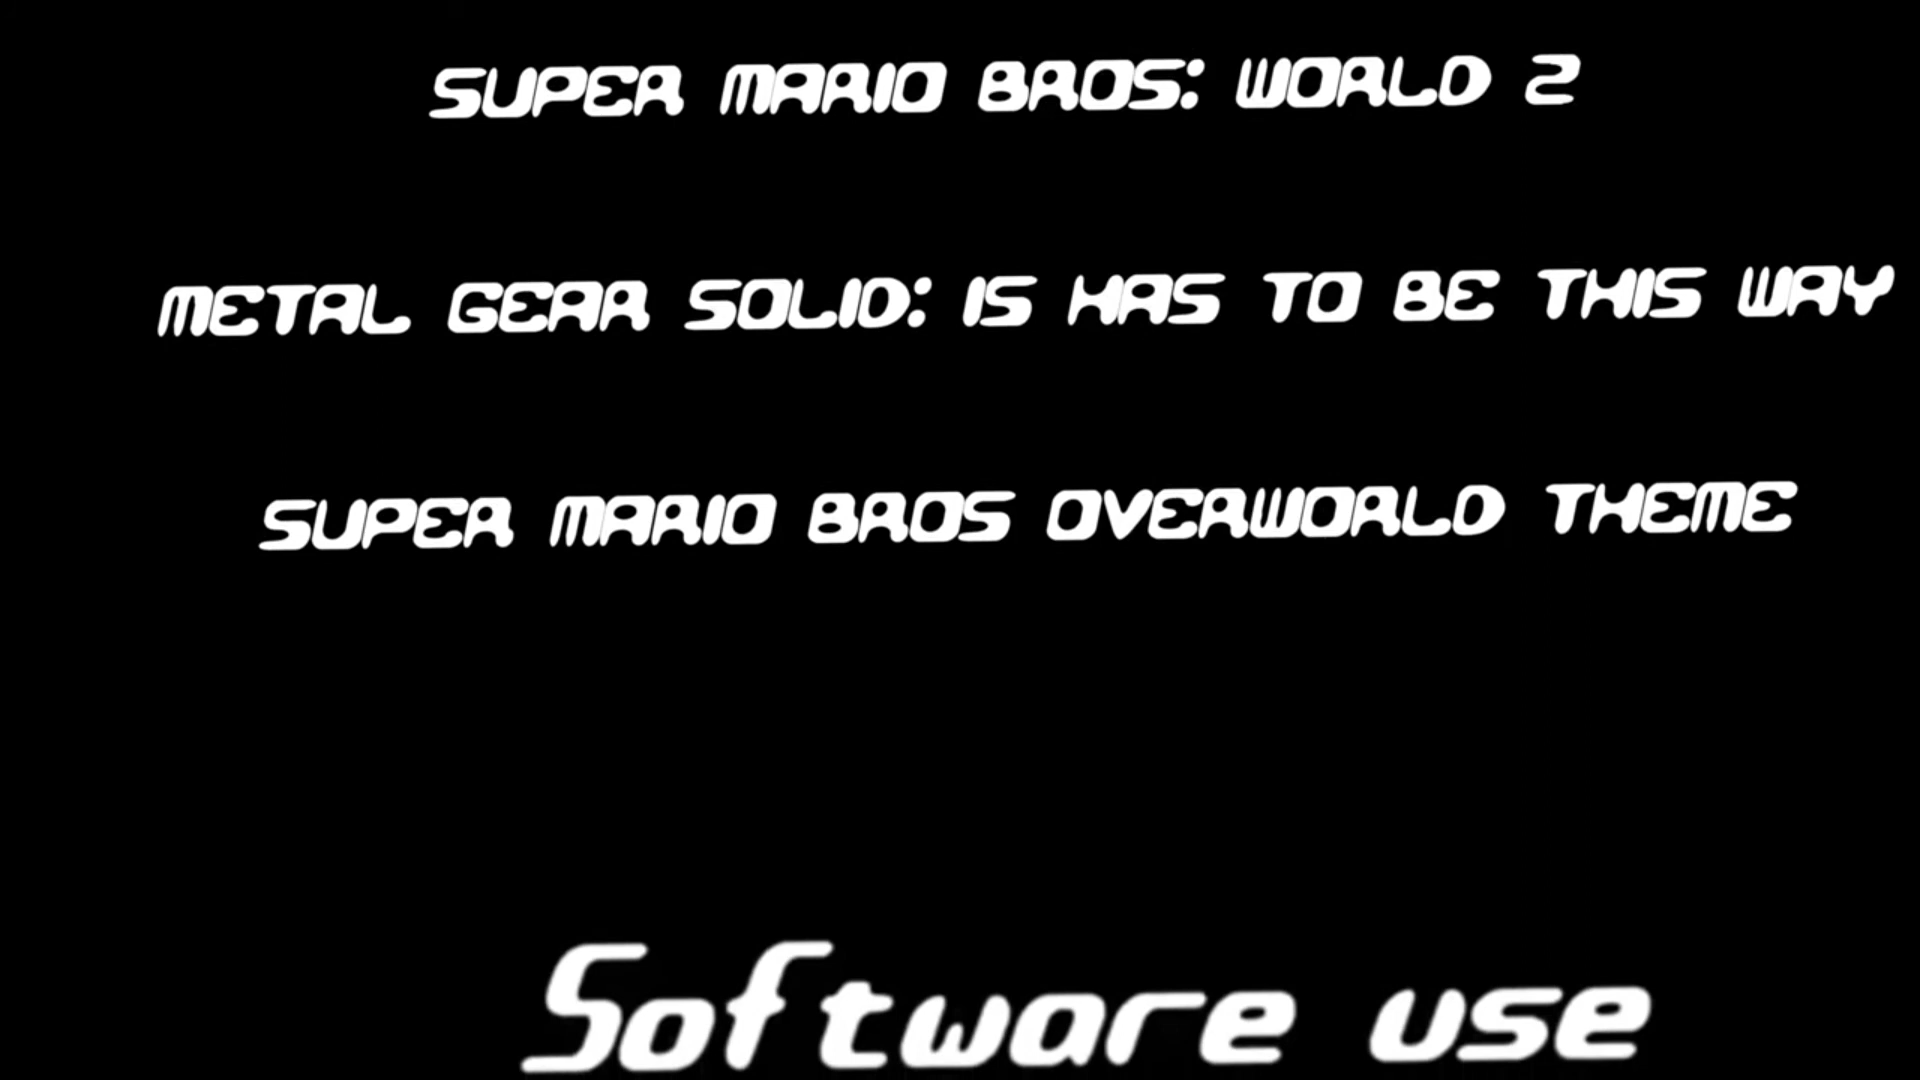 SUPER MARIO BROS: WORLD 2
METAL GEAR SOLID: IS HAS TO BE THIS WAY
SUPER MARIO BROS OVERWORLD THEME
Software use